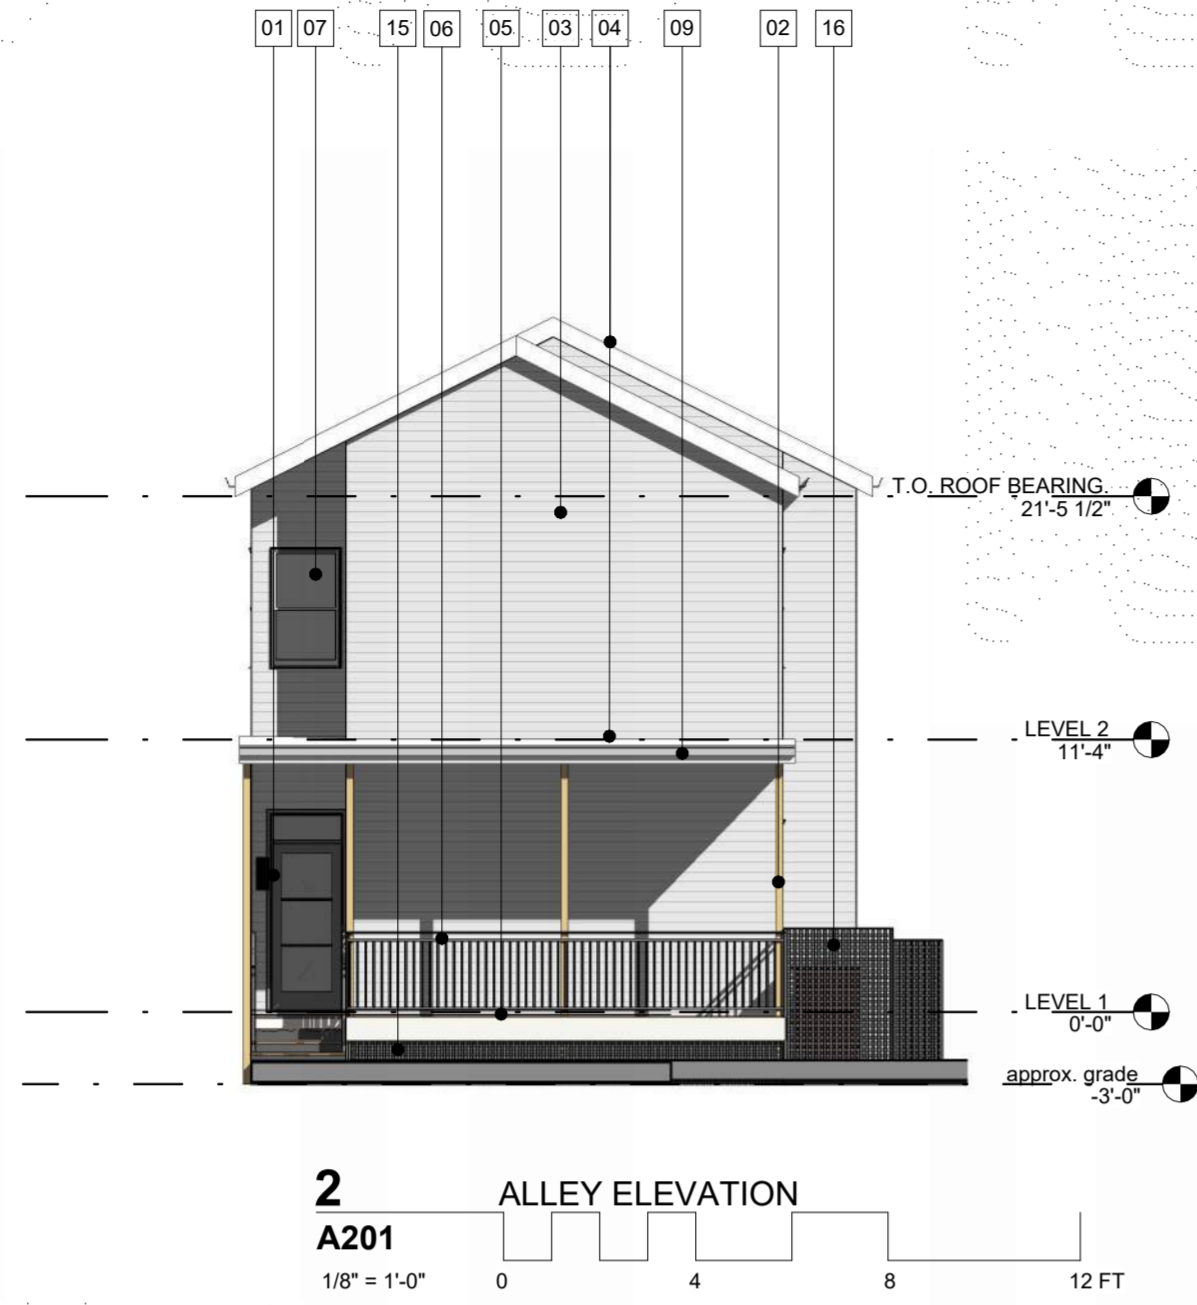 01 07 15 06 05 03 04 09 02 16
T.O. ROOF BEARING
21'-5 1/2"
LEVEL 2
11'-4"
LEVEL 1
0'-0"
approx. grade
-3'-0"
2 ALLEY ELEVATION
A201
1/8" = 1'-0" 0 4 8 12 FT